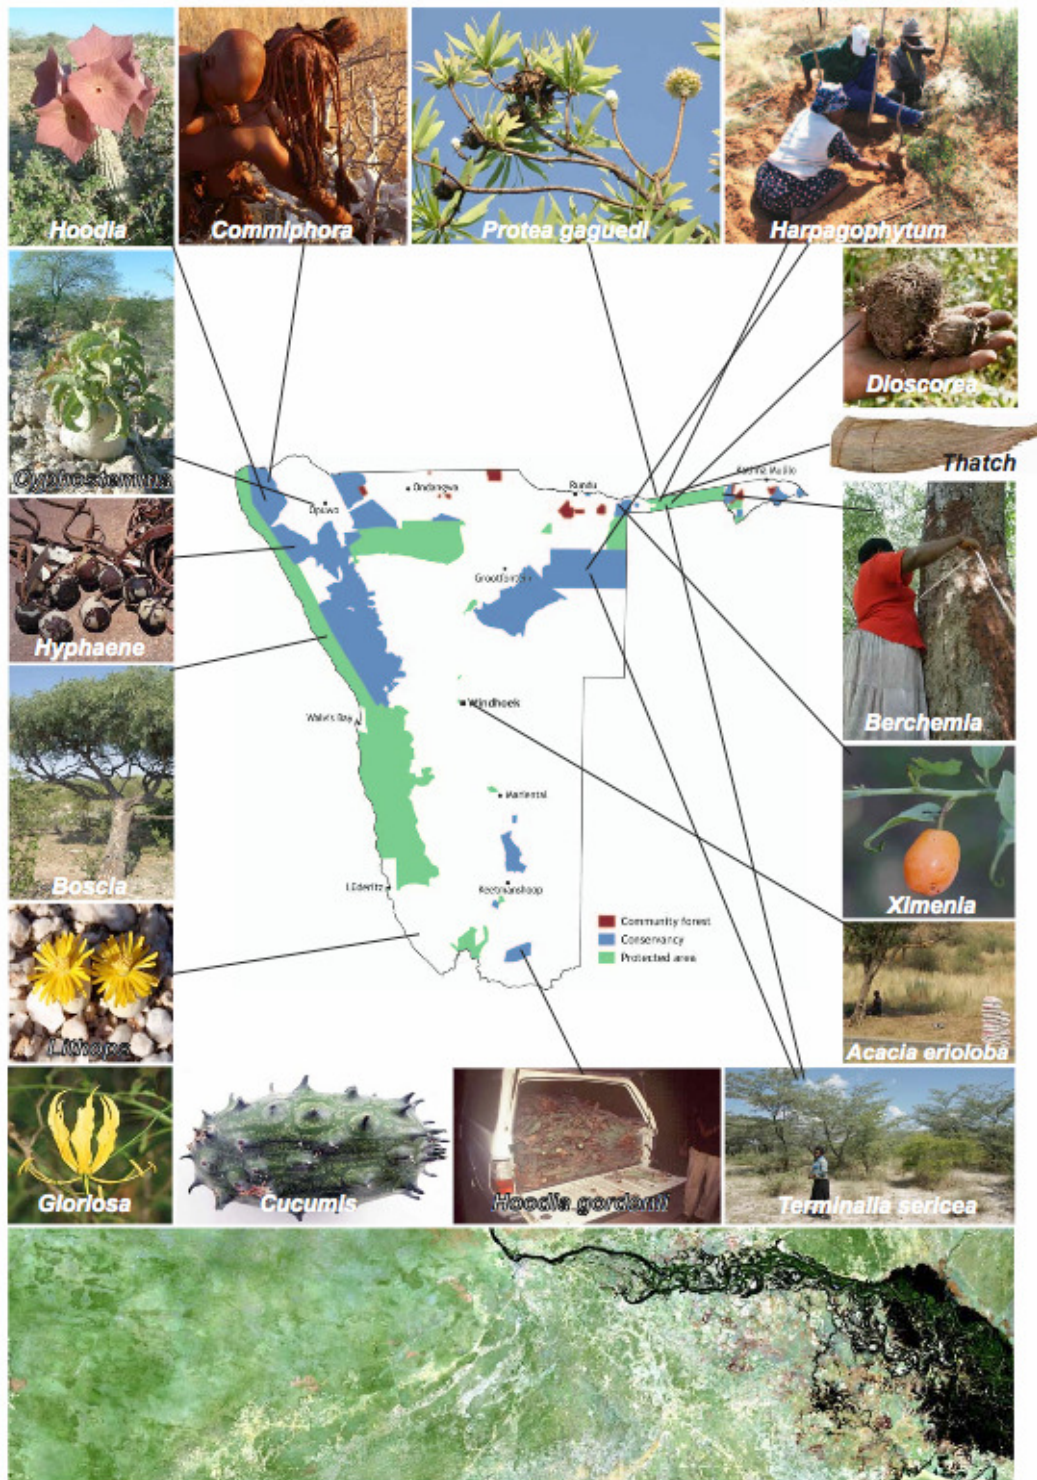 Hoodia
Commiphora
Protea gaguedi
Harpagophytum
Dioscorea
Cyphostemma
Thatch
Katima Mulilo
Ondangwa
Rundu
Opuwo
Hyphaene
Grootfontein
Berchemia
Windhoek
Walvis Bay
Mariental
Boscia
Lüderitz
Keetmanshoop
Ximenia
Community forest
Conservancy
Protected area
Lithops
Acacia erioloba
Gloriosa
Cucumis
Hoodia gordonii
Terminalia sericea